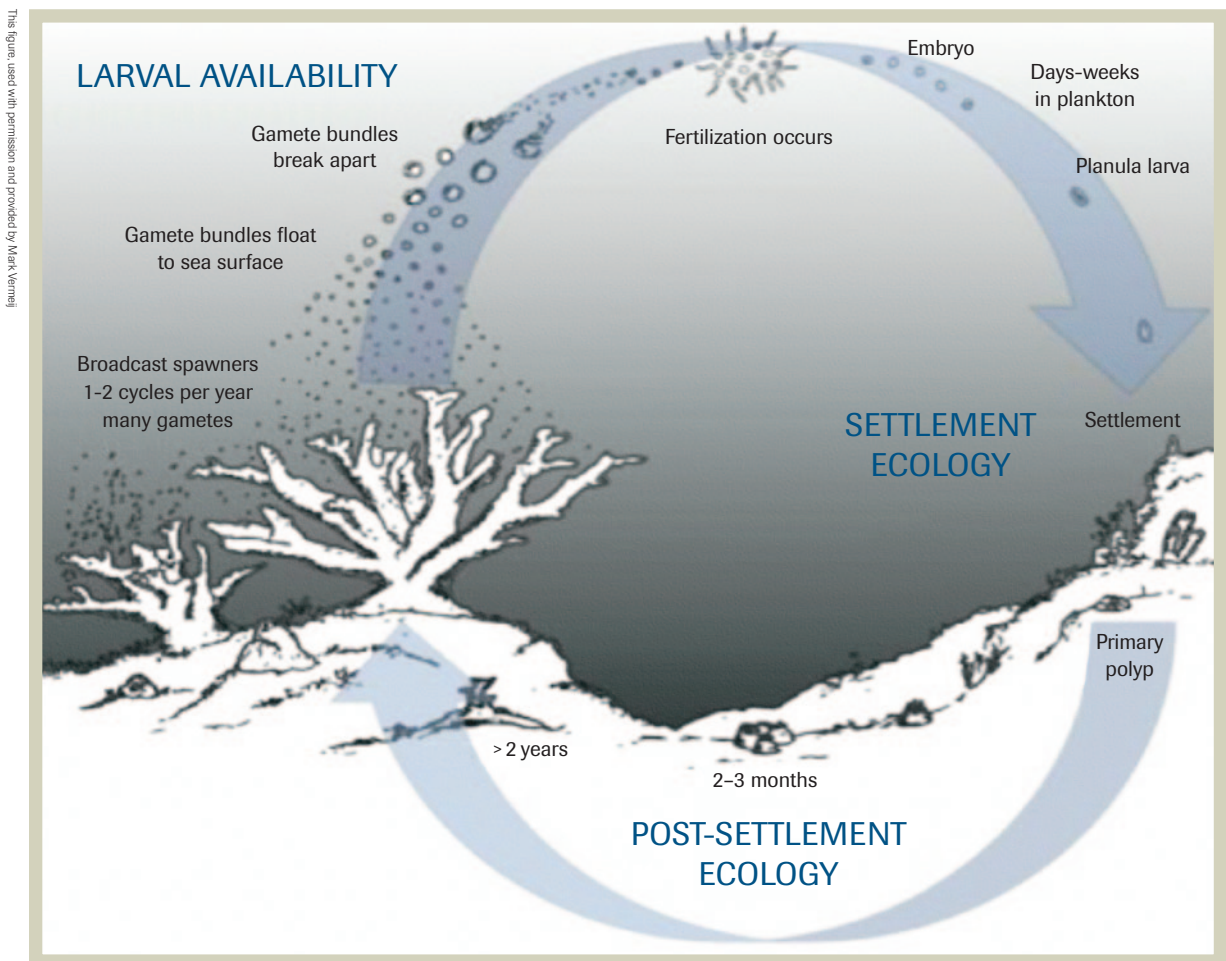 This figure, used with permission and provided by Mark Vermeij
LARVAL AVAILABILITY
Gamete bundles
break apart
Gamete bundles float
to sea surface
Broadcast spawners
1-2 cycles per year
many gametes
Fertilization occurs
Embryo
Days-weeks
in plankton
Planula larva
SETTLEMENT
ECOLOGY
Settlement
Primary
polyp
> 2 years
2–3 months
POST-SETTLEMENT
ECOLOGY